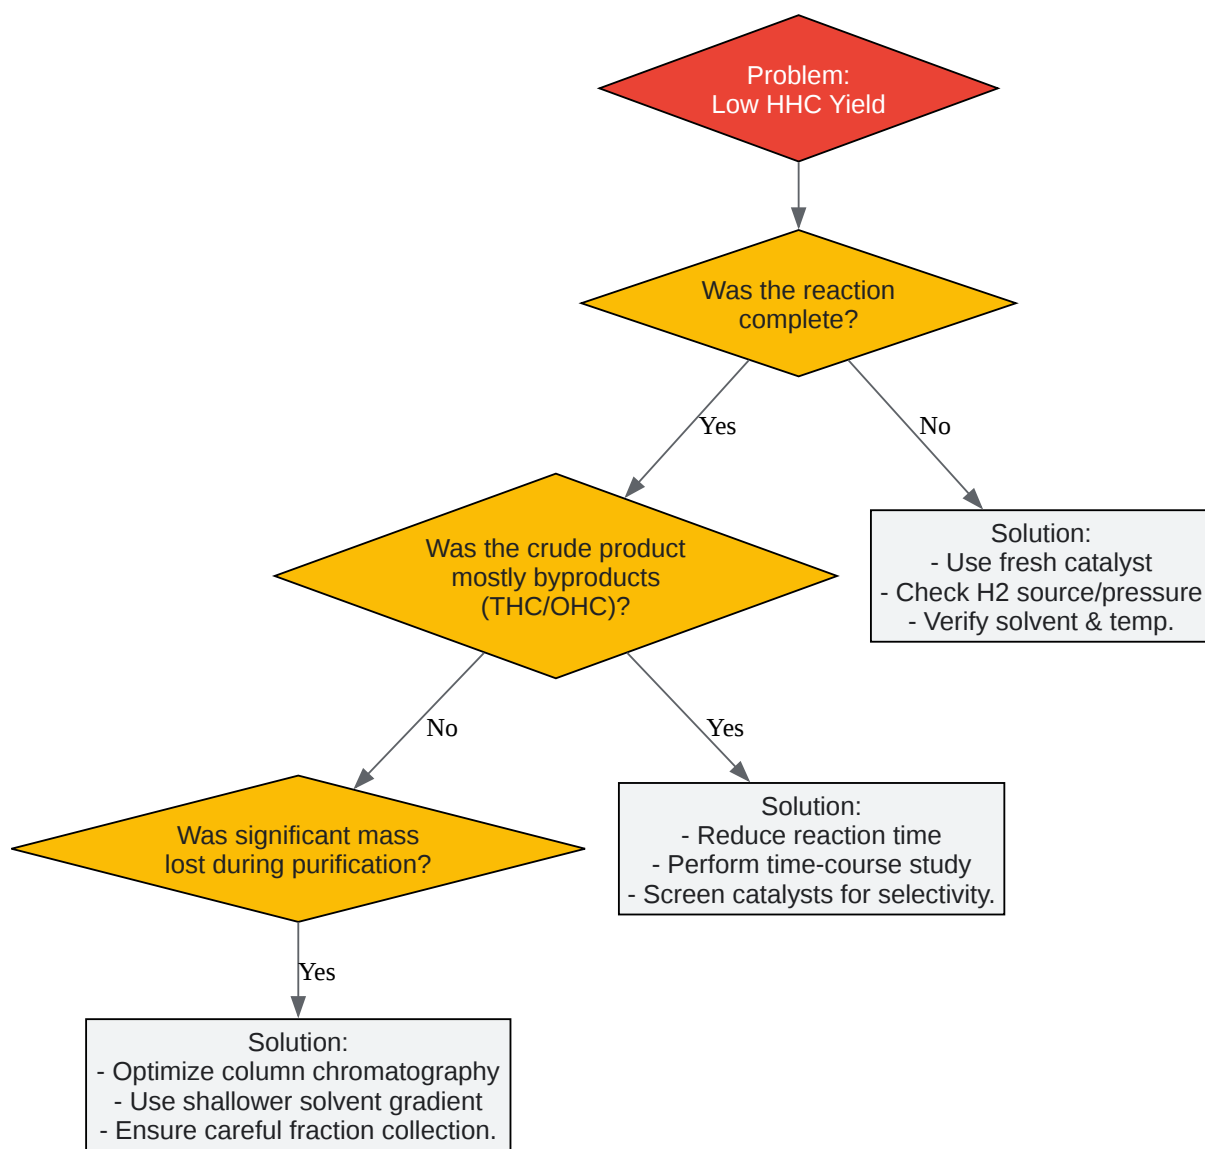 Problem:
Low HHC Yield
Was the reaction
complete?
Yes
No
Was the crude product
mostly byproducts
(THC/OHC)?
Solution:
- Use fresh catalyst
- Check H2 source/pressure
- Verify solvent & temp.
No
Yes
Was significant mass
lost during purification?
Solution:
- Reduce reaction time
- Perform time-course study
- Screen catalysts for selectivity.
Yes
Solution:
- Optimize column chromatography
- Use shallower solvent gradient
- Ensure careful fraction collection.